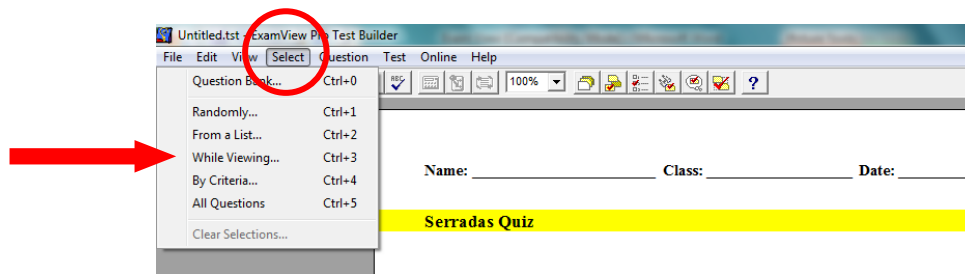 Untitled.tst - ExamView Pro Test Builder
File Edit View Select Question Test Online Help
Question Bank... Ctrl+0
100% ?
Randomly... Ctrl+1
From a List... Ctrl+2
While Viewing... Ctrl+3
By Criteria... Ctrl+4
All Questions Ctrl+5
Clear Selections...
Name: Class: Date:
Serradas Quiz